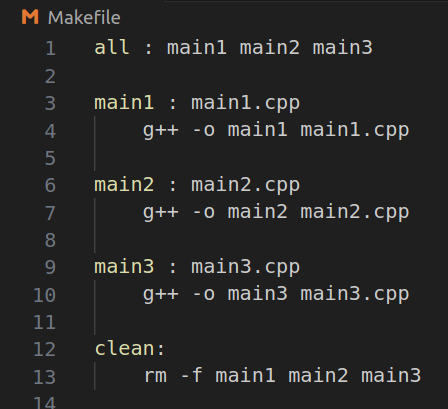 Makefile
1 all : main1 main2 main3
2
3 main1 : main1.cpp
4 g++ -o main1 main1.cpp
5
6 main2 : main2.cpp
7 g++ -o main2 main2.cpp
8
9 main3 : main3.cpp
10 g++ -o main3 main3.cpp
11
12 clean:
13 rm -f main1 main2 main3
14